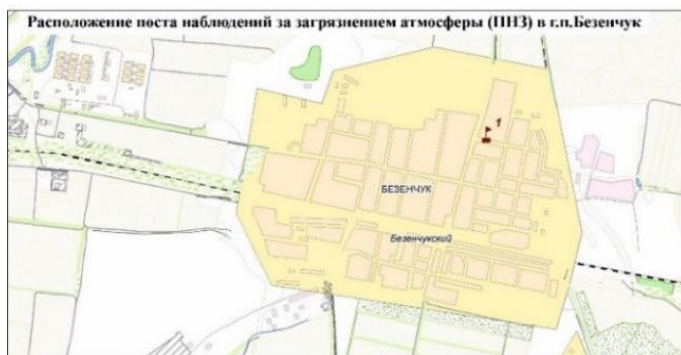 Расположение поста наблюдений за загрязнением атмосферы (ПНЗ) в г.п.Безенчук
1
БЕЗЕНЧУК
Безенчукский